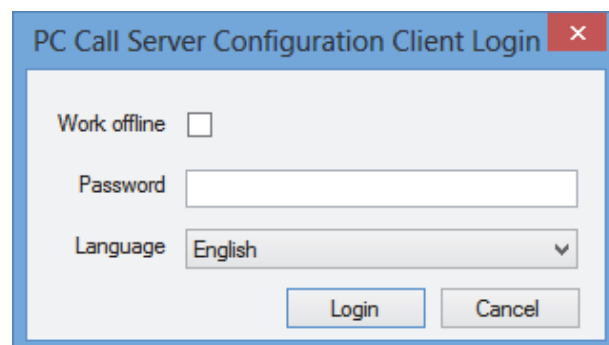 PC Call Server Configuration Client Login
Work offline
Password
Language English
Login Cancel